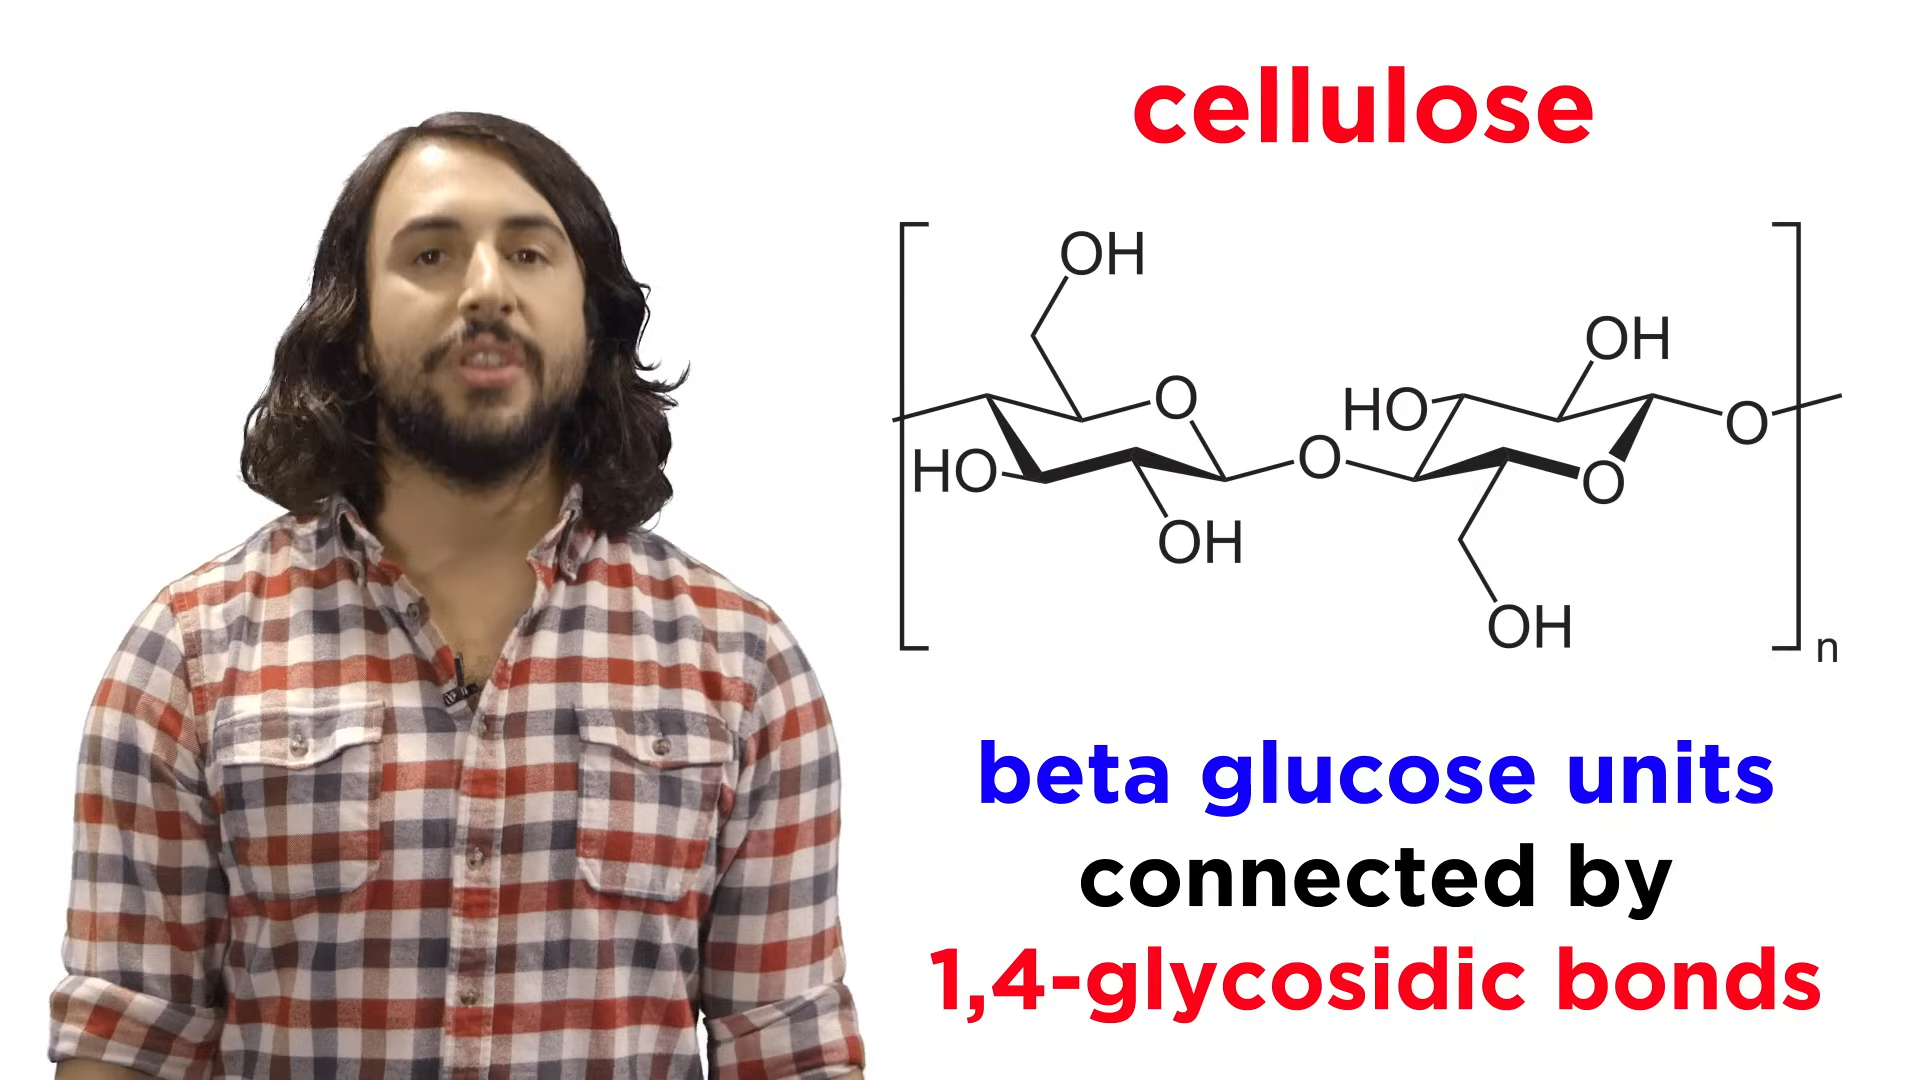 cellulose
OH
OH
O
HO
O
O
HO
O
OH
OH
n
beta glucose units
connected by
1,4-glycosidic bonds